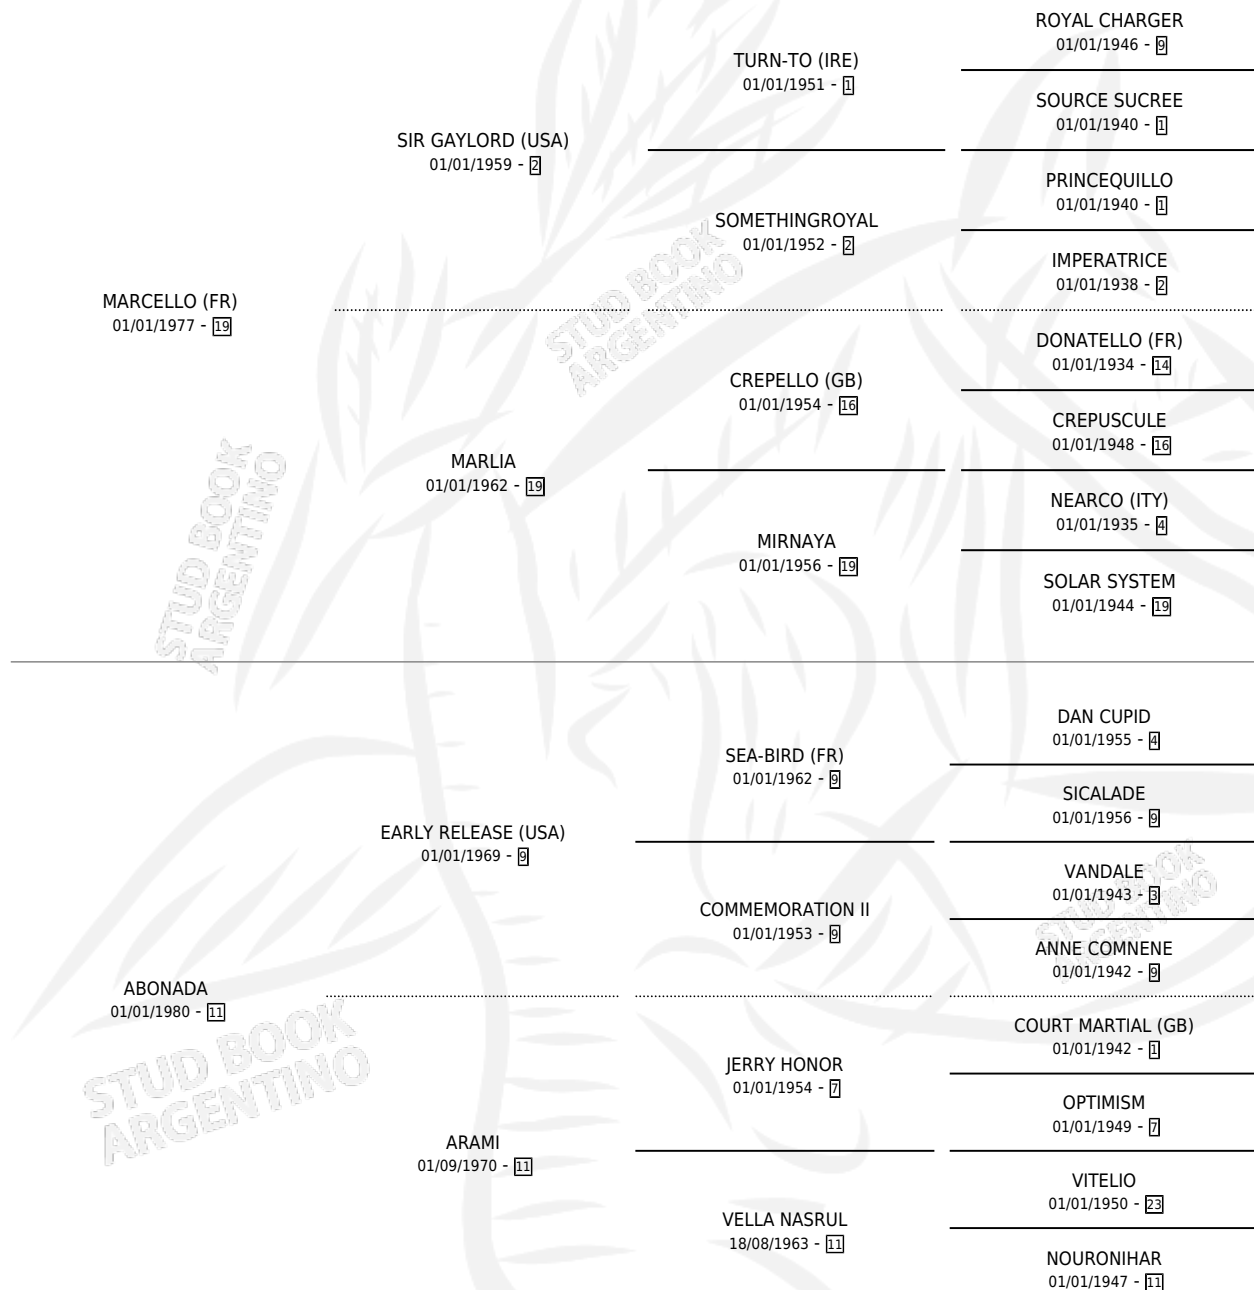 ROYAL CHARGER
01/01/1946 - 9
TURN-TO (IRE)
01/01/1951 - 1
SOURCE SUCREE
01/01/1940 - 1
SIR GAYLORD (USA)
01/01/1959 - 2
PRINCEQUILLO
01/01/1940 - 1
SOMETHINGROYAL
01/01/1952 - 2
IMPERATRICE
01/01/1938 - 2
MARCELLO (FR)
01/01/1977 - 19
DONATELLO (FR)
01/01/1934 - 14
CREPELLO (GB)
01/01/1954 - 16
CREPUSCULE
01/01/1948 - 16
MARLIA
01/01/1962 - 19
NEARCO (ITY)
01/01/1935 - 4
MIRNAYA
01/01/1956 - 19
SOLAR SYSTEM
01/01/1944 - 19
DAN CUPID
01/01/1955 - 4
SEA-BIRD (FR)
01/01/1962 - 9
SICALADE
01/01/1956 - 9
EARLY RELEASE (USA)
01/01/1969 - 9
VANDALE
01/01/1943 - 3
COMMEMORATION II
01/01/1953 - 9
ANNE COMNENE
01/01/1942 - 9
ABONADA
01/01/1980 - 11
COURT MARTIAL (GB)
01/01/1942 - 1
JERRY HONOR
01/01/1954 - 7
OPTIMISM
01/01/1949 - 7
ARAMI
01/09/1970 - 11
VITELIO
01/01/1950 - 23
VELLA NASRUL
18/08/1963 - 11
NOURONIHAR
01/01/1947 - 11
STUD BOOK
ARGENTINO
STUD BOOK
ARGENTINO
STUD BOOK
ARGENTINO
STUD BOOK
ARGENTINO